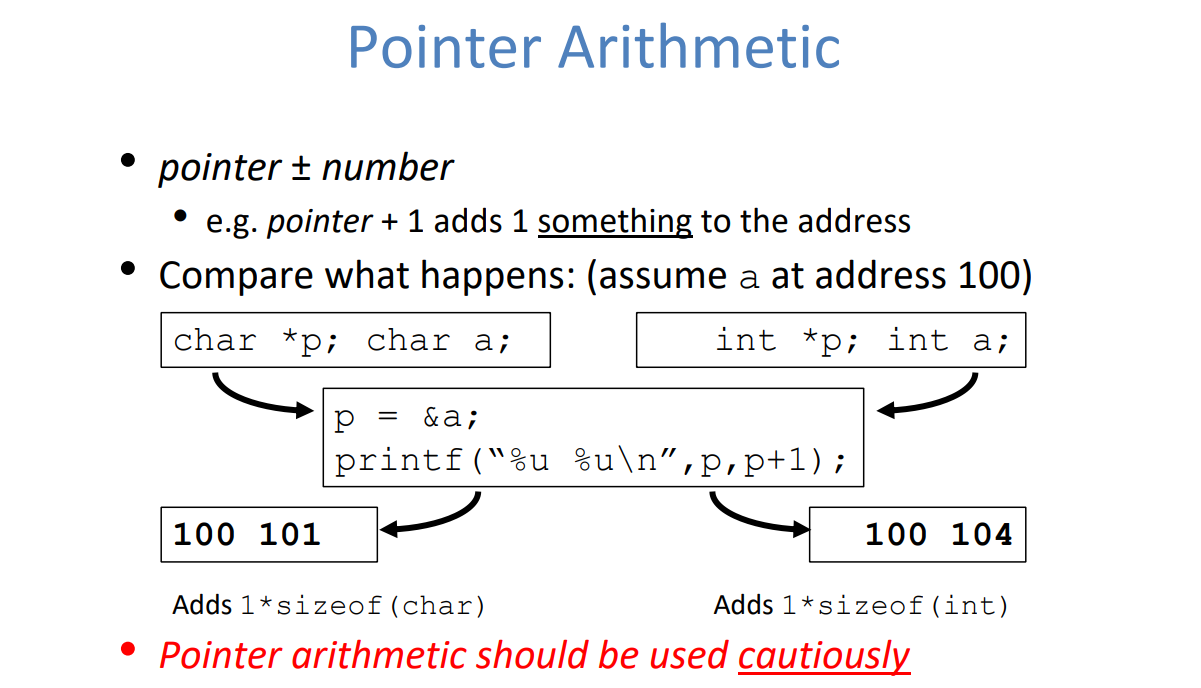 Pointer Arithmetic
• pointer ± number
• e.g. pointer + 1 adds 1 something to the address
• Compare what happens: (assume a at address 100)
char *p; char a;
int *p; int a;
p = &a;
printf(“%u %u\n”,p,p+1);
100 101
100 104
Adds 1*sizeof(char)
Adds 1*sizeof(int)
• Pointer arithmetic should be used cautiously